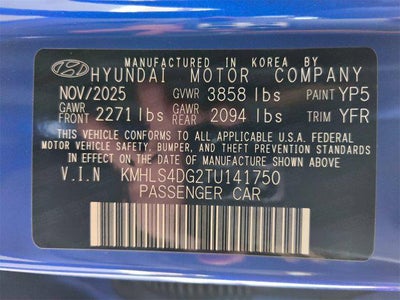 MANUFACTURED IN KOREA BY
HYUNDAI MOTOR COMPANY
NOV/2025 GVWR 3858 lbs PAINT YP5
GAWR FRONT 2271 lbs GAWR REAR 2094 lbs TRIM YFR
THIS VEHICLE CONFORMS TO ALL APPLICABLE U.S.A. FEDERAL
MOTOR VEHICLE SAFETY, BUMPER, AND THEFT PREVENTION STANDARDS
IN EFFECT ON THE DATE OF MANUFACTURE SHOWN ABOVE.
V.I.N KMHLS4DG2TU141750
PASSENGER CAR